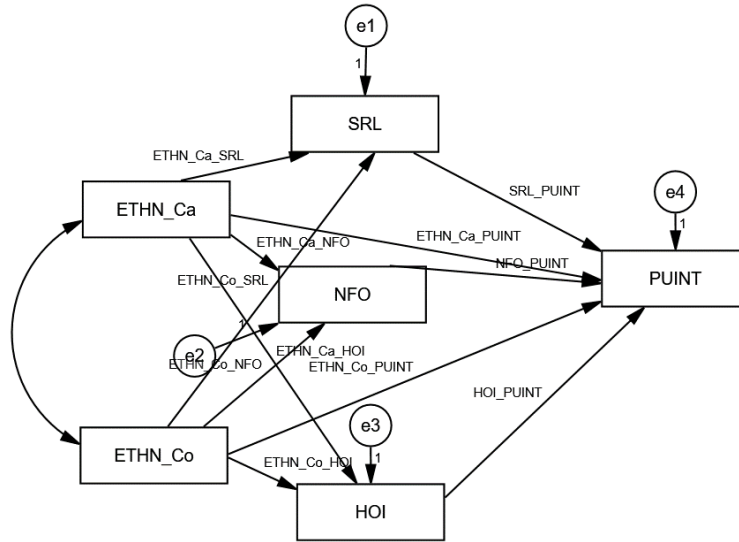 e1
1
SRL
ETHN_Ca_SRL
SRL_PUINT
e4
1
ETHN_Ca
ETHN_Ca_NFO
ETHN_Ca_PUINT
NFO_PUINT
PUINT
ETHN_Co_SRL
NFO
1
e2
ETHN_Ca_HOI
ETHN_Co_NFO
ETHN_Co_PUINT
HOI_PUINT
e3
1
ETHN_Co
ETHN_Co_HOI
HOI